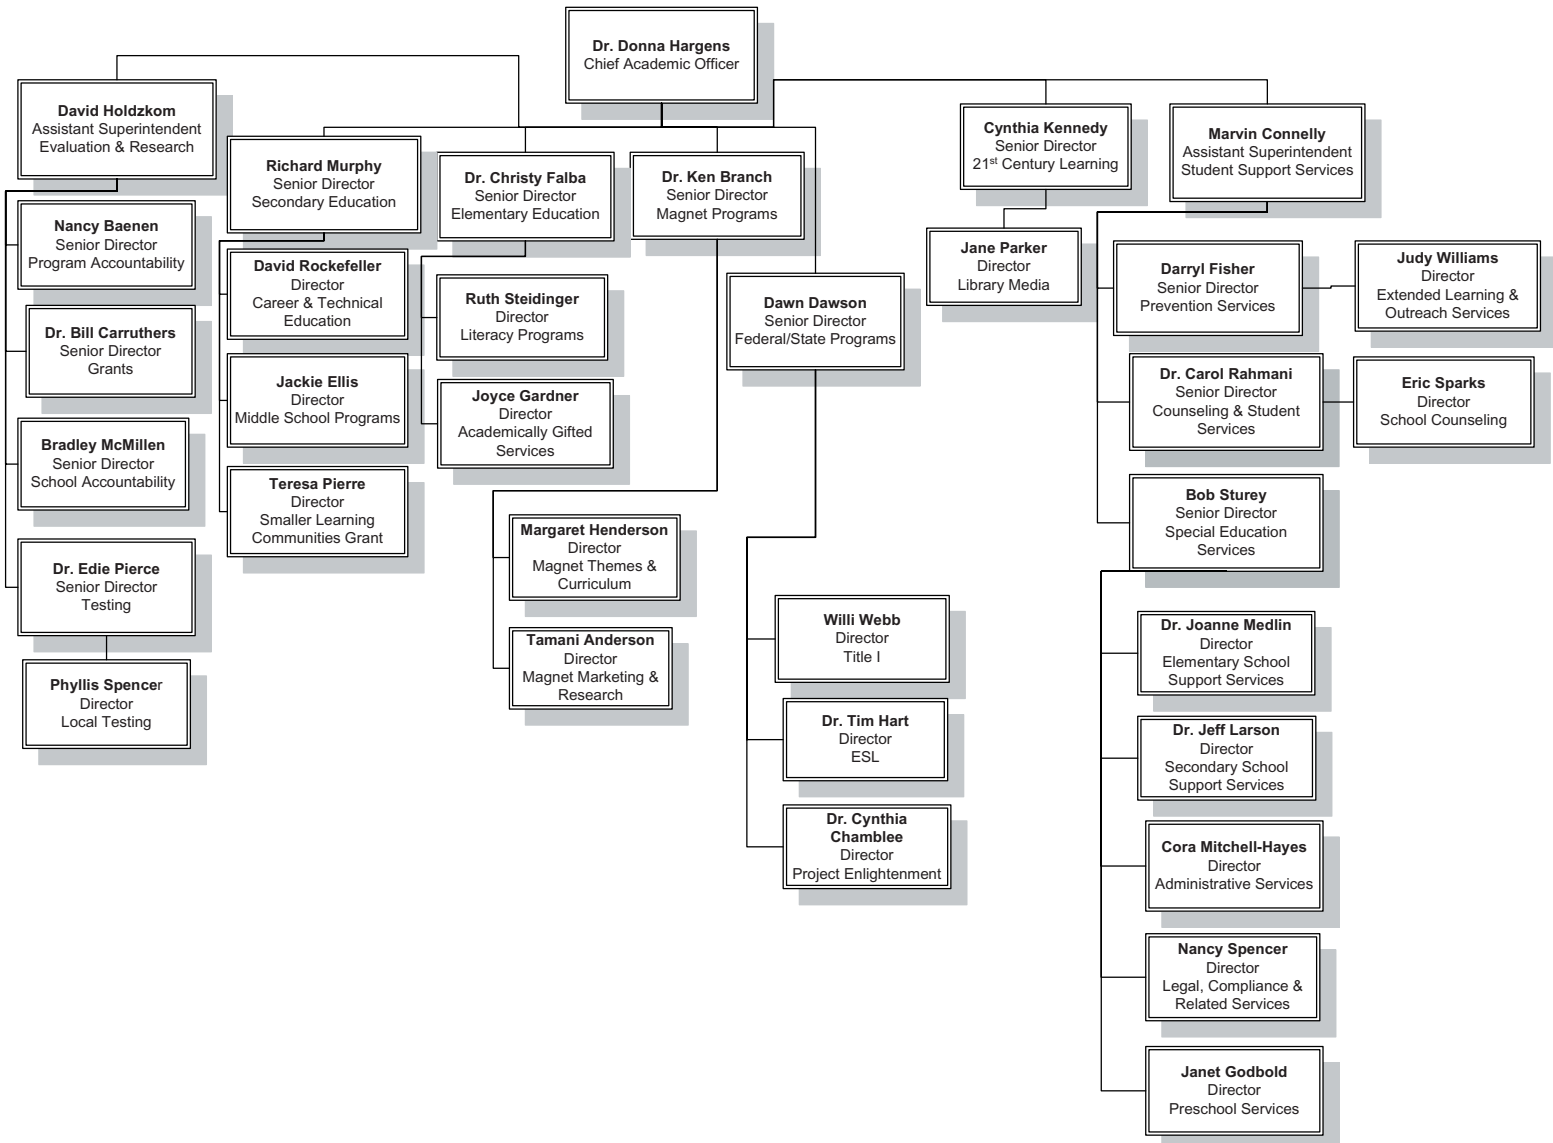 Dr. Donna Hargens
Chief Academic Officer
David Holdzkom
Assistant Superintendent
Evaluation & Research
Nancy Baenen
Senior Director
Program Accountability
Dr. Bill Carruthers
Senior Director
Grants
Bradley McMillen
Senior Director
School Accountability
Dr. Edie Pierce
Senior Director
Testing
Phyllis Spencer
Director
Local Testing
Richard Murphy
Senior Director
Secondary Education
David Rockefeller
Director
Career & Technical
Education
Jackie Ellis
Director
Middle School Programs
Teresa Pierre
Director
Smaller Learning
Communities Grant
Dr. Christy Falba
Senior Director
Elementary Education
Ruth Steidinger
Director
Literacy Programs
Joyce Gardner
Director
Academically Gifted
Services
Dr. Ken Branch
Senior Director
Magnet Programs
Margaret Henderson
Director
Magnet Themes &
Curriculum
Tamani Anderson
Director
Magnet Marketing &
Research
Dawn Dawson
Senior Director
Federal/State Programs
Willi Webb
Director
Title I
Dr. Tim Hart
Director
ESL
Dr. Cynthia
Chamblee
Director
Project Enlightenment
Cynthia Kennedy
Senior Director
21st Century Learning
Jane Parker
Director
Library Media
Marvin Connelly
Assistant Superintendent
Student Support Services
Darryl Fisher
Senior Director
Prevention Services
Judy Williams
Director
Extended Learning &
Outreach Services
Dr. Carol Rahmani
Senior Director
Counseling & Student
Services
Eric Sparks
Director
School Counseling
Bob Sturey
Senior Director
Special Education
Services
Dr. Joanne Medlin
Director
Elementary School
Support Services
Dr. Jeff Larson
Director
Secondary School
Support Services
Cora Mitchell-Hayes
Director
Administrative Services
Nancy Spencer
Director
Legal, Compliance &
Related Services
Janet Godbold
Director
Preschool Services